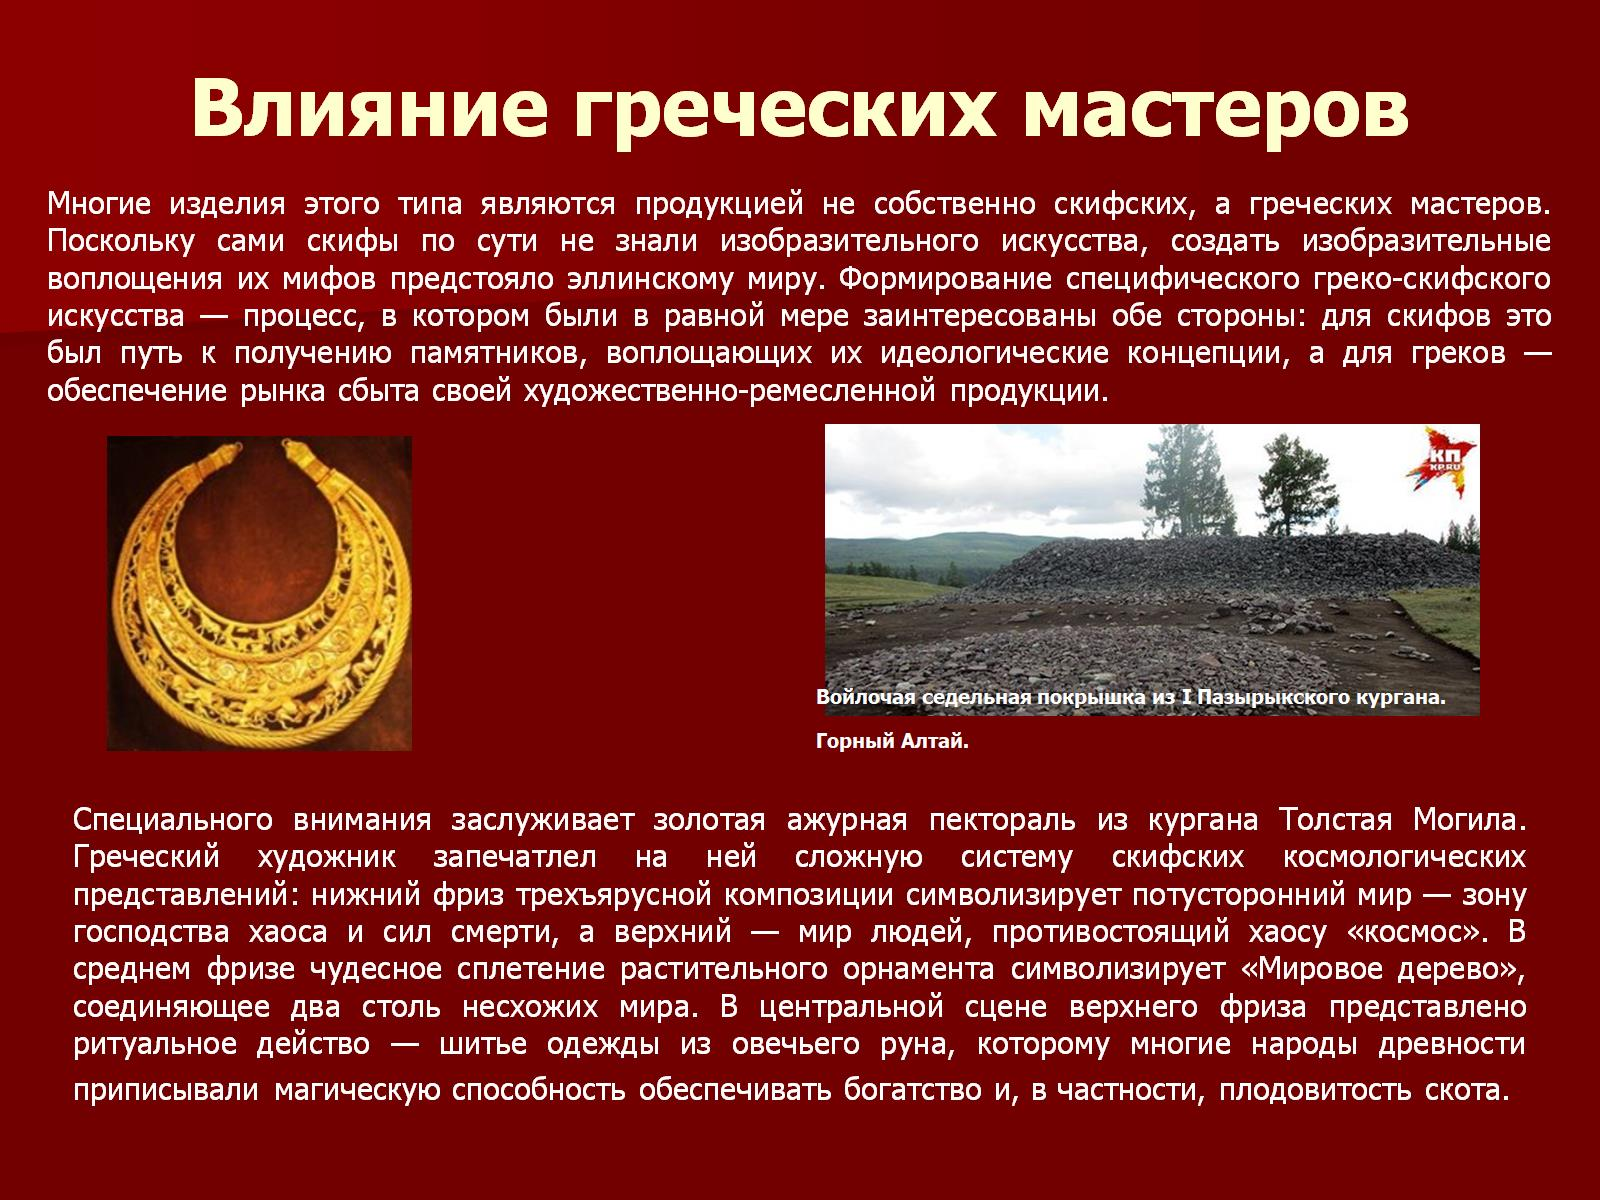 Влияние греческих мастеров
Многие изделия этого типа являются продукцией не собственно скифских, а греческих мастеров.
Поскольку сами скифы по сути не знали изобразительного искусства, создать изобразительные
воплощения их мифов предстояло эллинскому миру. Формирование специфического греко-скифского
искусства — процесс, в котором были в равной мере заинтересованы обе стороны: для скифов это
был путь к получению памятников, воплощающих их идеологические концепции, а для греков —
обеспечение рынка сбыта своей художественно-ремесленной продукции.
КП
KP.RU
Войлочая седельная покрышка из I Пазырыкского кургана.
Горный Алтай.
Специального внимания заслуживает золотая ажурная пектораль из кургана Толстая Могила.
Греческий художник запечатлел на ней сложную систему скифских космологических
представлений: нижний фриз трехъярусной композиции символизирует потусторонний мир — зону
господства хаоса и сил смерти, а верхний — мир людей, противостоящий хаосу «космос». В
среднем фризе чудесное сплетение растительного орнамента символизирует «Мировое дерево»,
соединяющее два столь несхожих мира. В центральной сцене верхнего фриза представлено
ритуальное действо — шитье одежды из овечьего руна, которому многие народы древности
приписывали магическую способность обеспечивать богатство и, в частности, плодовитость скота.